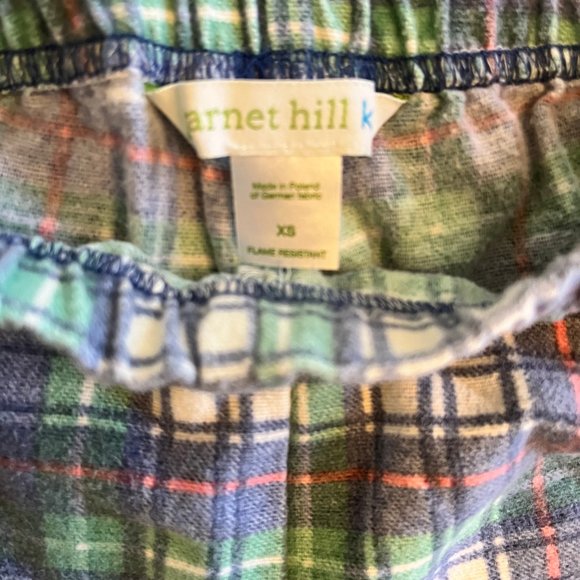 arnet hill k
Made in Poland
of German fabric
XS
FLAME RESISTANT